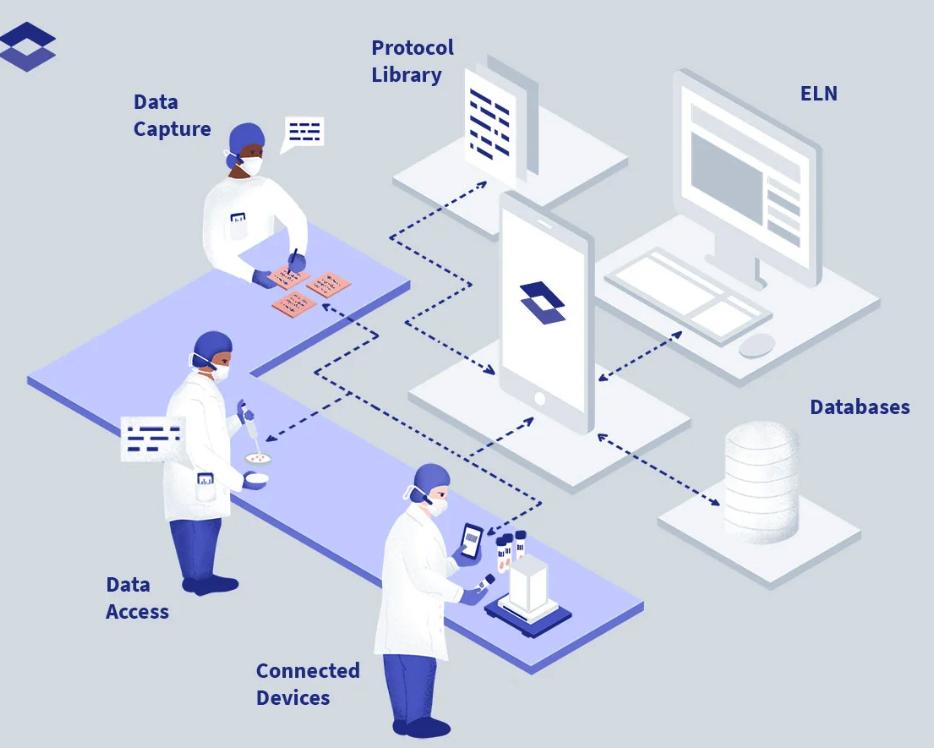 Protocol
Library
Data
Capture
ELN
Databases
Data
Access
Connected
Devices